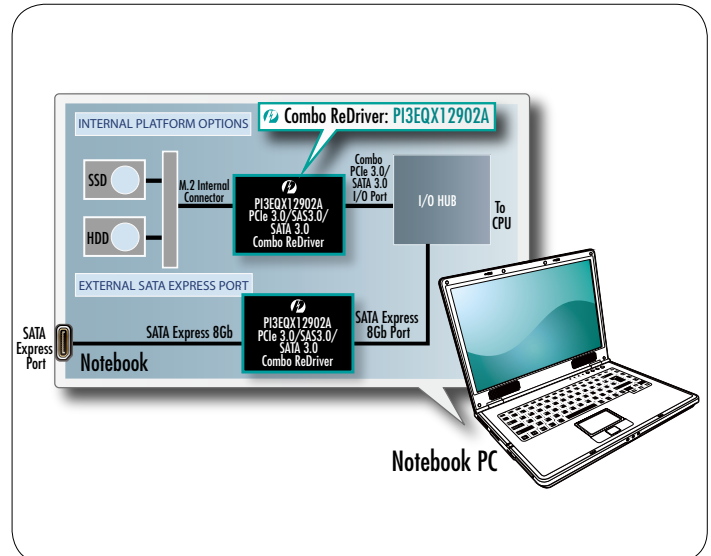 INTERNAL PLATFORM OPTIONS
Combo ReDriver: PI3EQX12902A
SSD
HDD
M.2 Internal
Connector
PI3EQX12902A
PCIe 3.0/SAS3.0/
SATA 3.0
Combo ReDriver
Combo
PCIe 3.0/
SATA 3.0
I/O Port
I/O HUB
To
CPU
EXTERNAL SATA EXPRESS PORT
SATA
Express
Port
SATA Express 8Gb
Notebook
PI3EQX12902A
PCIe 3.0/SAS3.0/
SATA 3.0
Combo ReDriver
SATA Express
8Gb Port
Notebook PC